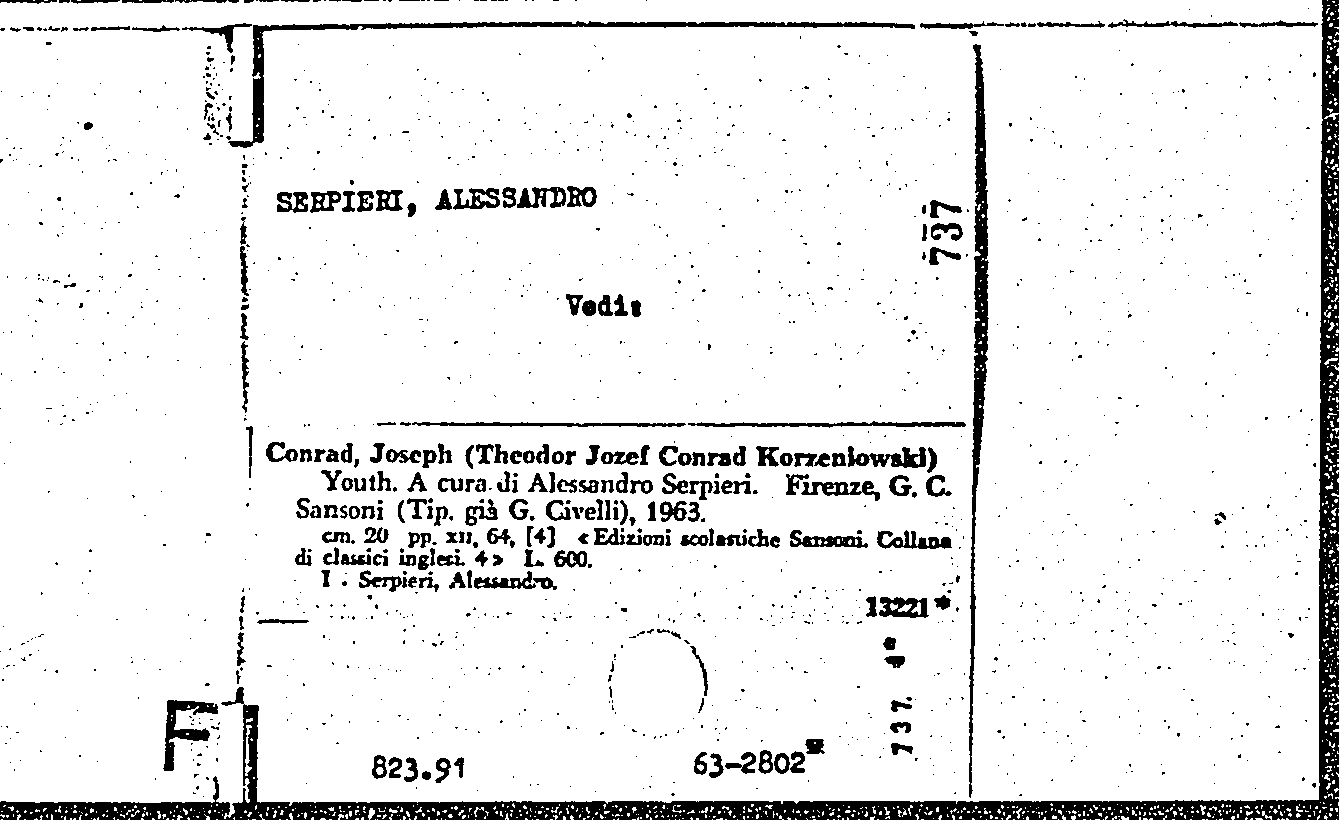 SERPIERI, ALESSANDRO
737
Vedi:
Conrad, Joseph (Theodor Jozef Conrad Korzeniowski)
Youth. A cura di Alessandro Serpieri. Firenze, G. C.
Sansoni (Tip. già G. Civelli), 1963.
cm. 20 pp. XII, 64, [4] «Edizioni scolastiche Sansoni. Collana
di classici inglesi. 4» L. 600.
I . Serpieri, Alessandro.
13221 *
737.
F
823.91
63-2802